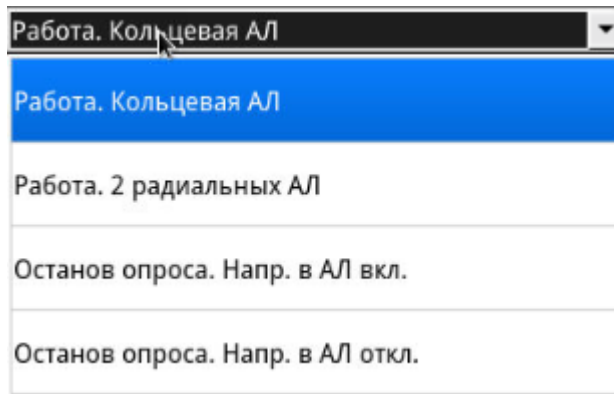 Работа. Кольцевая АЛ
Работа. Кольцевая АЛ
Работа. 2 радиальных АЛ
Останов опроса. Напр. в АЛ вкл.
Останов опроса. Напр. в АЛ откл.